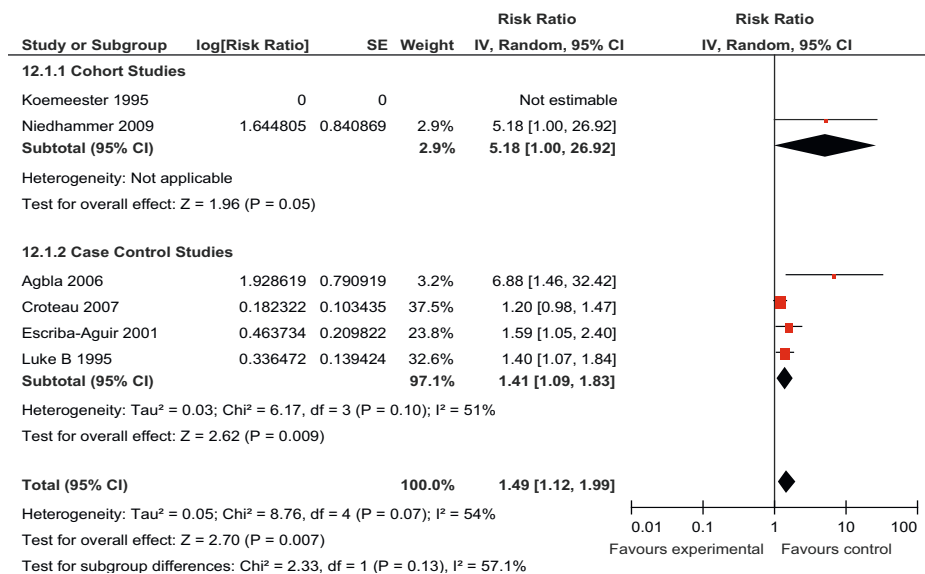 Risk Ratio Risk Ratio
Study or Subgroup log[Risk Ratio] SE Weight IV, Random, 95% CI IV, Random, 95% CI
12.1.1 Cohort Studies
Koemeester 1995 0 0 Not estimable
Niedhammer 2009 1.644805 0.840869 2.9% 5.18 [1.00, 26.92]
Subtotal (95% CI) 2.9% 5.18 [1.00, 26.92]
Heterogeneity: Not applicable
Test for overall effect: Z = 1.96 (P = 0.05)
12.1.2 Case Control Studies
Agbla 2006 1.928619 0.790919 3.2% 6.88 [1.46, 32.42]
Croteau 2007 0.182322 0.103435 37.5% 1.20 [0.98, 1.47]
Escriba-Aguir 2001 0.463734 0.209822 23.8% 1.59 [1.05, 2.40]
Luke B 1995 0.336472 0.139424 32.6% 1.40 [1.07, 1.84]
Subtotal (95% CI) 97.1% 1.41 [1.09, 1.83]
Heterogeneity: Tau² = 0.03; Chi² = 6.17, df = 3 (P = 0.10); I² = 51%
Test for overall effect: Z = 2.62 (P = 0.009)
Total (95% CI) 100.0% 1.49 [1.12, 1.99]
Heterogeneity: Tau² = 0.05; Chi² = 8.76, df = 4 (P = 0.07); I² = 54%
Test for overall effect: Z = 2.70 (P = 0.007)
Test for subgroup differences: Chi² = 2.33, df = 1 (P = 0.13), I² = 57.1%
0.01 0.1 1 10 100
Favours experimental Favours control